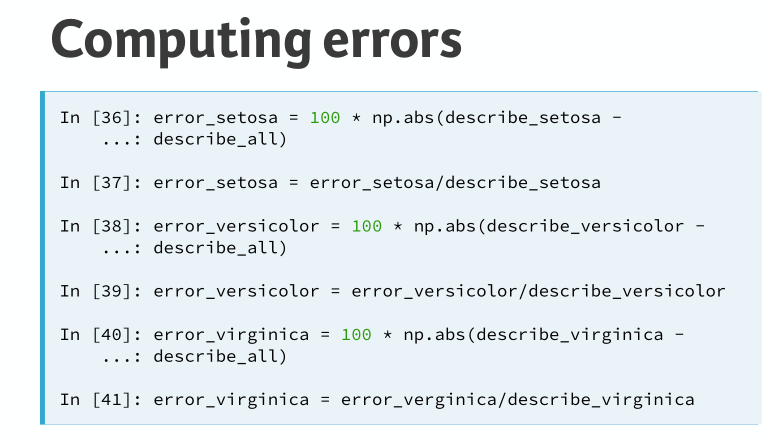 Computing errors
In [36]: error_setosa = 100 * np.abs(describe_setosa -
...: describe_all)
In [37]: error_setosa = error_setosa/describe_setosa
In [38]: error_versicolor = 100 * np.abs(describe_versicolor -
...: describe_all)
In [39]: error_versicolor = error_versicolor/describe_versicolor
In [40]: error_virginica = 100 * np.abs(describe_virginica -
...: describe_all)
In [41]: error_virginica = error_verginica/describe_virginica